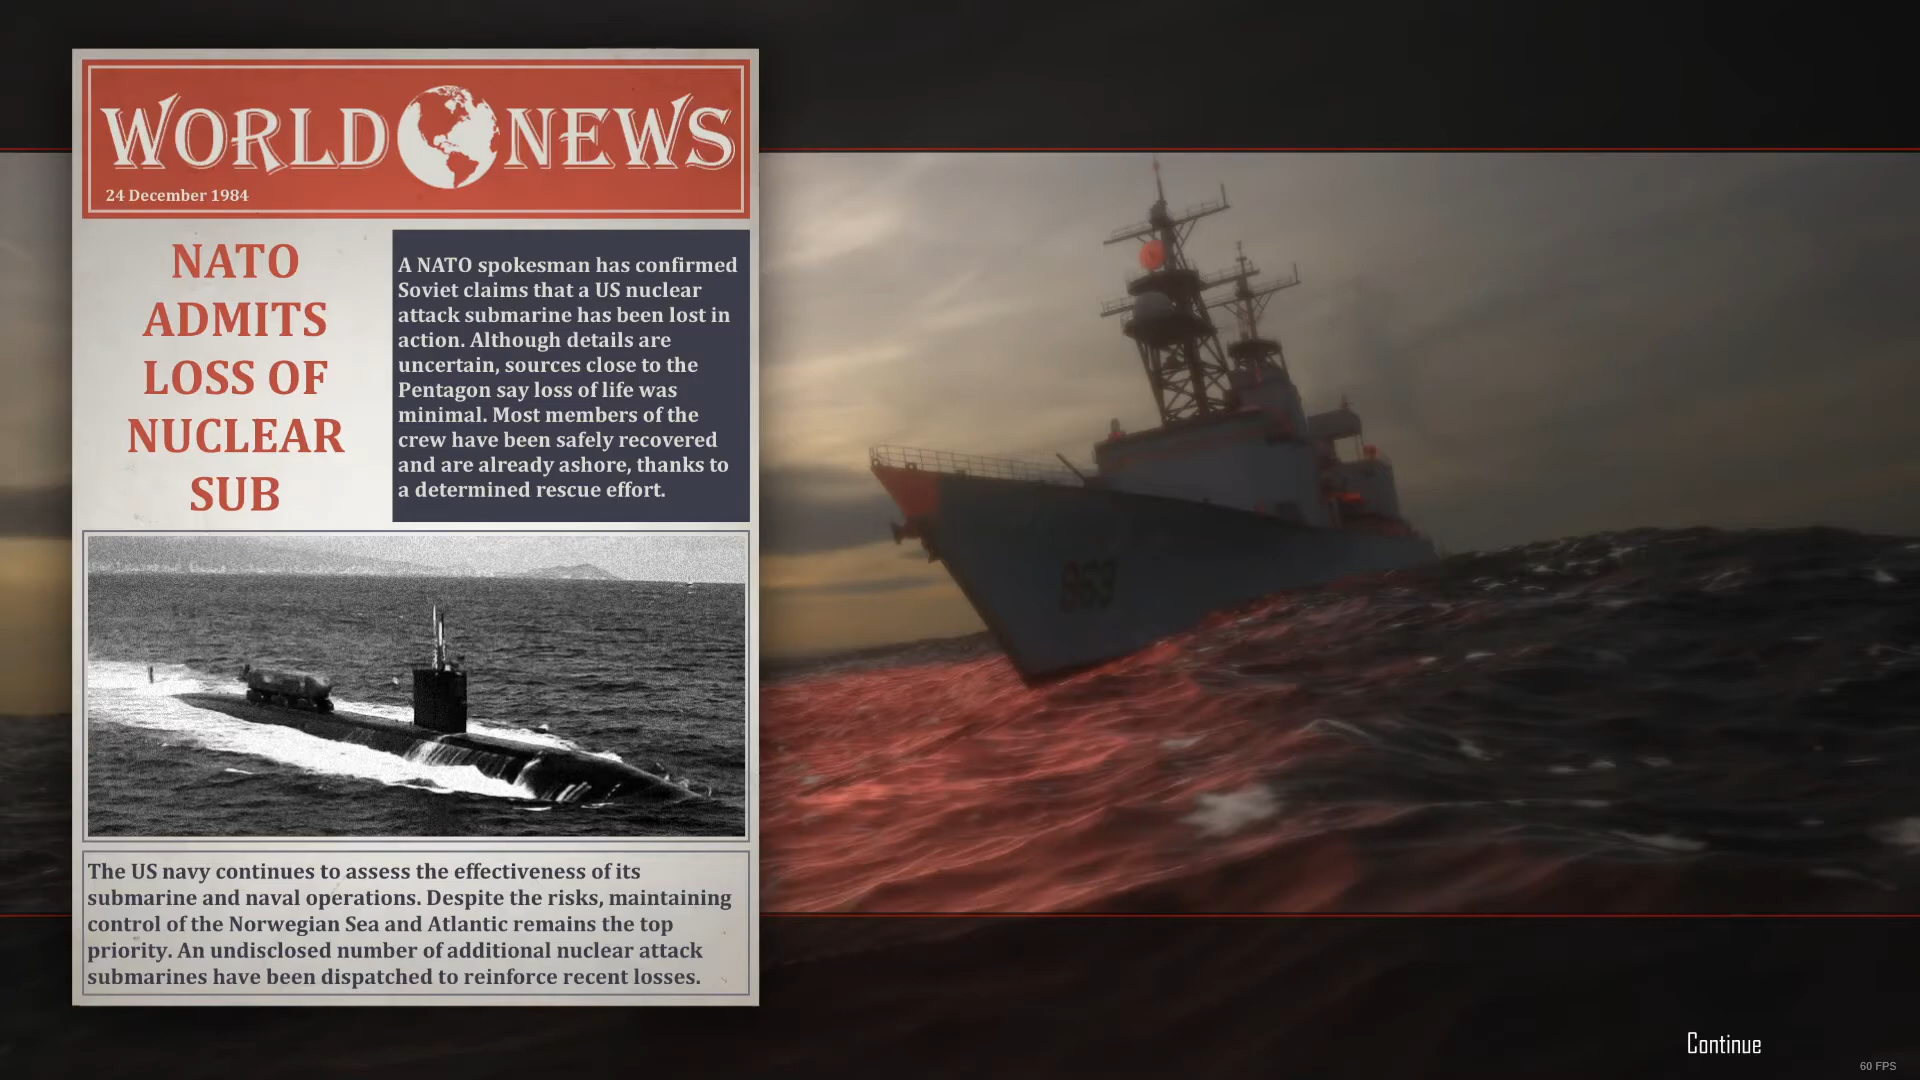 WORLD NEWS
24 December 1984
NATO
ADMITS
LOSS OF
NUCLEAR
SUB
A NATO spokesman has confirmed
Soviet claims that a US nuclear
attack submarine has been lost in
action. Although details are
uncertain, sources close to the
Pentagon say loss of life was
minimal. Most members of the
crew have been safely recovered
and are already ashore, thanks to
a determined rescue effort.
The US navy continues to assess the effectiveness of its
submarine and naval operations. Despite the risks, maintaining
control of the Norwegian Sea and Atlantic remains the top
priority. An undisclosed number of additional nuclear attack
submarines have been dispatched to reinforce recent losses.
963
Continue
60 FPS